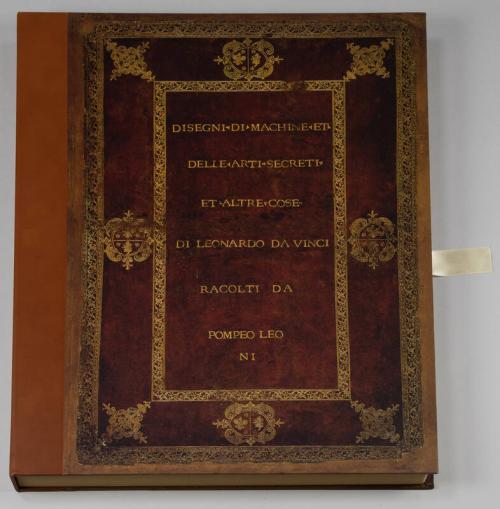 DISEGNI·DI·MACHINE·ET·
DELLE·ARTI·SECRETI·
ET·ALTRE·COSE·
DI LEONARDO DA VINCI
RACOLTI DA
POMPEO LEO
NI